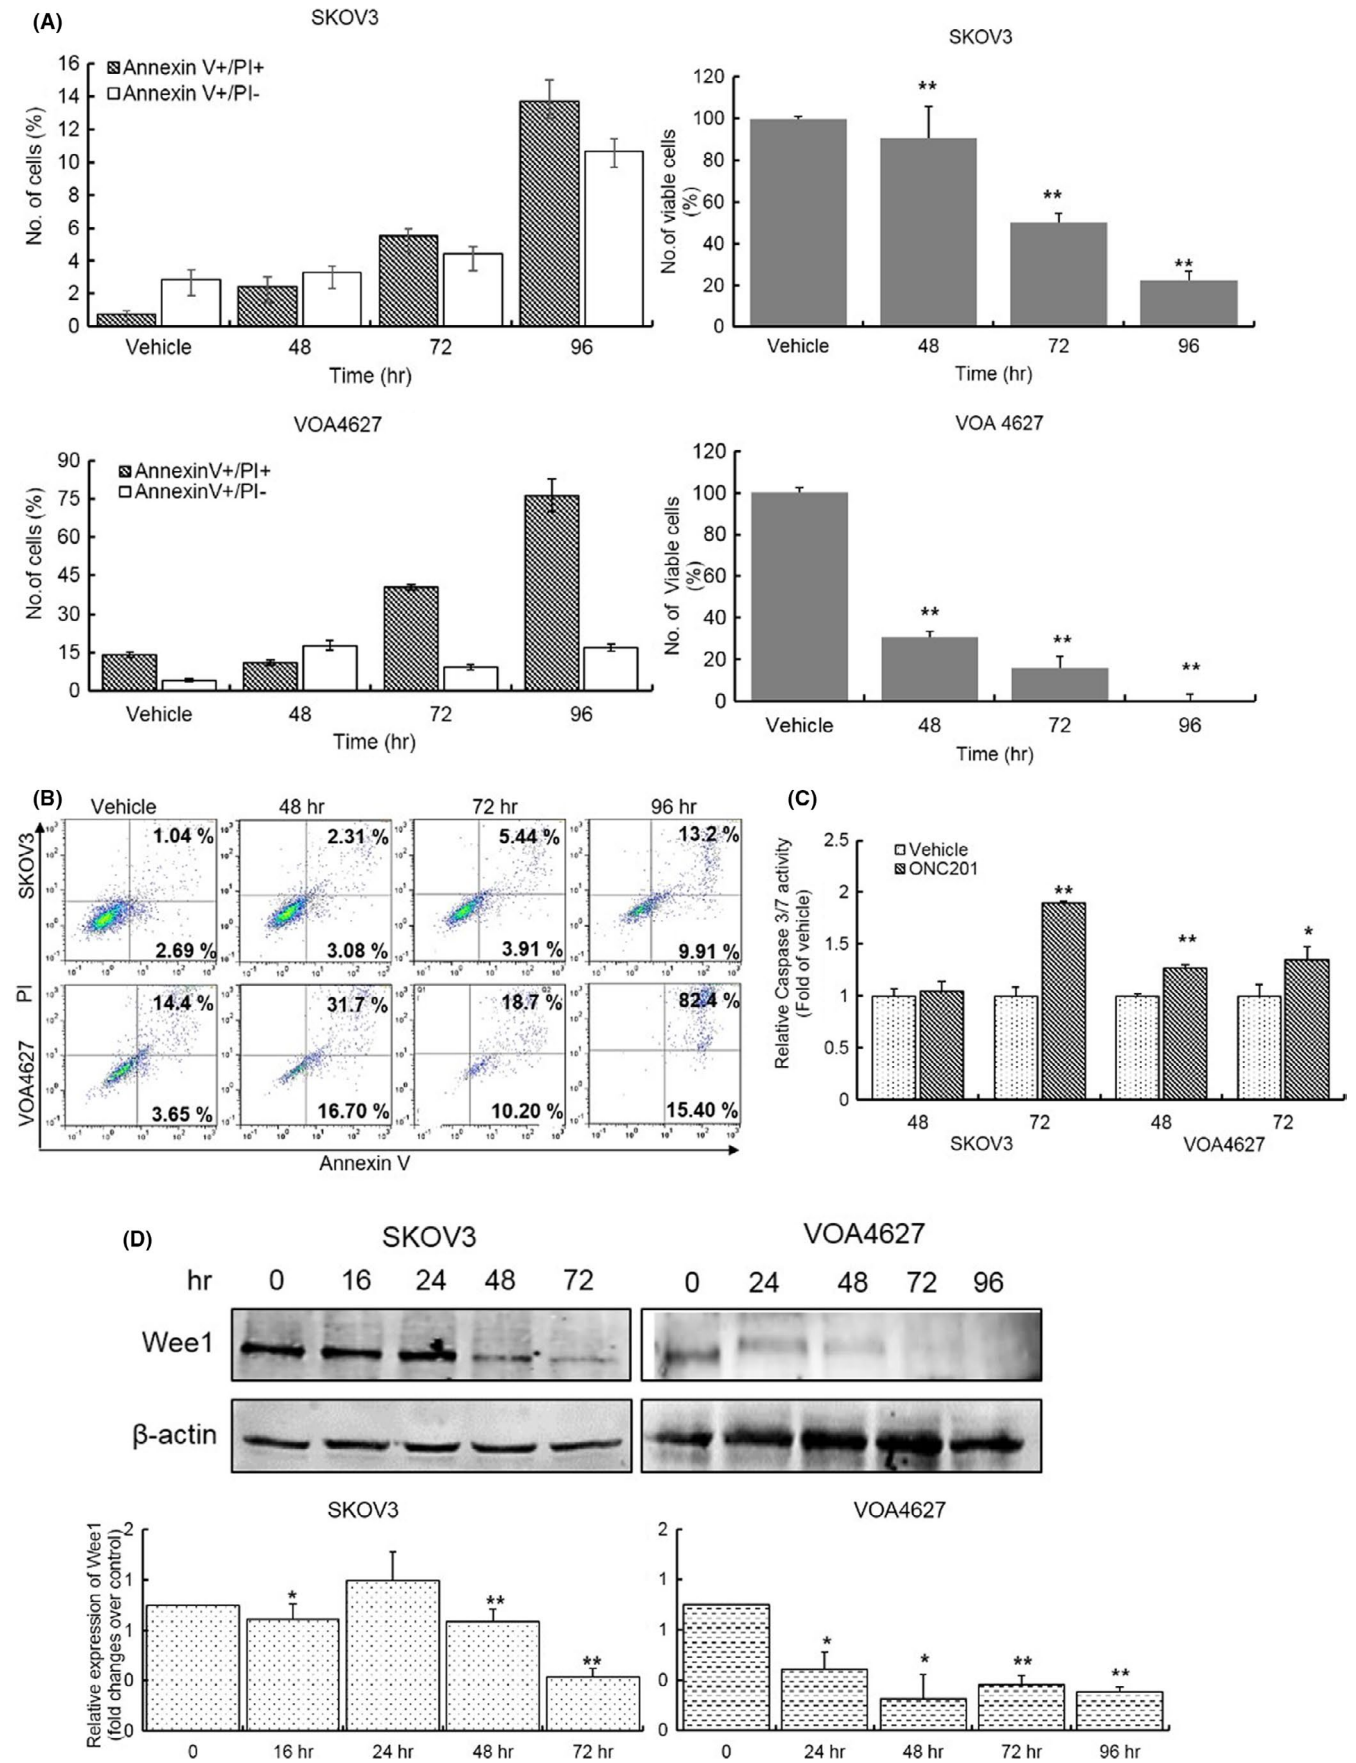 (A)
SKOV3
Annexin V+/PI+
Annexin V+/PI-
No. of cells (%)
16
14
12
10
8
6
4
2
0
Vehicle 48 72 96
Time (hr)
SKOV3
No.of viable cells
(%)
120
100
80
60
40
20
0
**
**
**
Vehicle 48 72 96
Time (hr)
VOA4627
AnnexinV+/PI+
AnnexinV+/PI-
No.of cells (%)
90
75
60
45
30
15
0
Vehicle 48 72 96
Time (hr)
VOA 4627
No. of Viable cells
(%)
120
100
80
60
40
20
0
**
**
**
Vehicle 48 72 96
Time (hr)
(B)
Vehicle 48 hr 72 hr 96 hr
SKOV3
1.04 % 2.31 % 5.44 % 13.2 %
2.69 % 3.08 % 3.91 % 9.91 %
PI
VOA4627
14.4 % 31.7 % 18.7 % 82.4 %
3.65 % 16.70 % 10.20 % 15.40 %
Annexin V
(C)
Relative Caspase 3/7 activity
(Fold of vehicle)
Vehicle
ONC201
2.5
2
1.5
1
0.5
0
**
**
*
48 72 48 72
SKOV3 VOA4627
(D)
SKOV3 VOA4627
hr 0 16 24 48 72 0 24 48 72 96
Wee1
β-actin
SKOV3
Relative expression of Wee1
(fold changes over control)
2
1
1
0
0
*
**
**
0 16 hr 24 hr 48 hr 72 hr
VOA4627
2
1
1
0
0
*
*
**
**
0 24 hr 48 hr 72 hr 96 hr